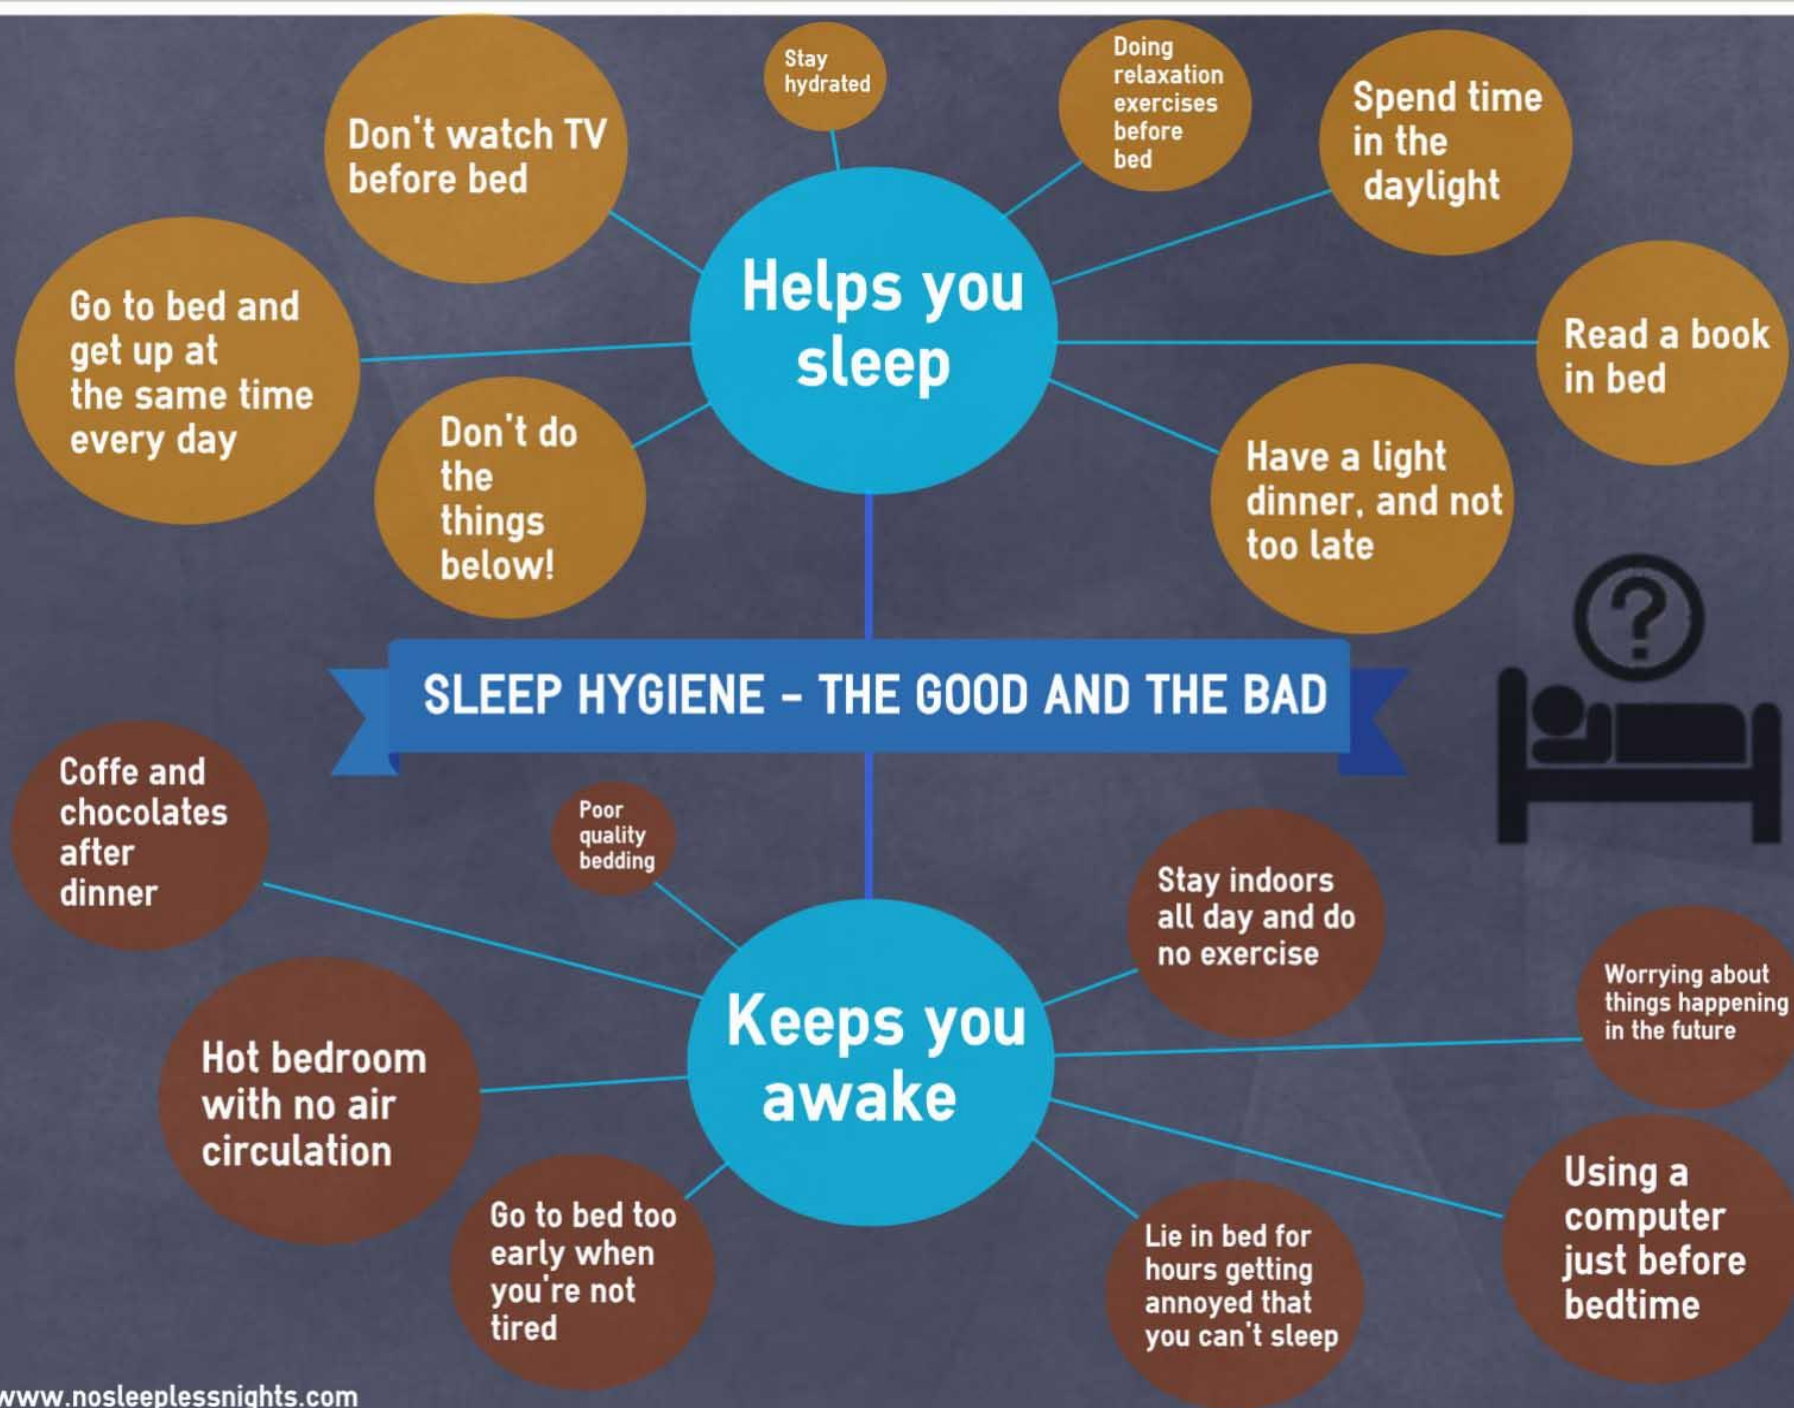 Stay
hydrated
Doing
relaxation
exercises
before
bed
Don't watch TV
before bed
Spend time
in the
daylight
Helps you
sleep
Go to bed and
get up at
the same time
every day
Read a book
in bed
Don't do
the
things
below!
Have a light
dinner, and not
too late
SLEEP HYGIENE - THE GOOD AND THE BAD
?
Coffe and
chocolates
after
dinner
Poor
quality
bedding
Stay indoors
all day and do
no exercise
Worrying about
things happening
in the future
Keeps you
awake
Hot bedroom
with no air
circulation
Go to bed too
early when
you're not
tired
Lie in bed for
hours getting
annoyed that
you can't sleep
Using a
computer
just before
bedtime
www.nosleeplessnights.com